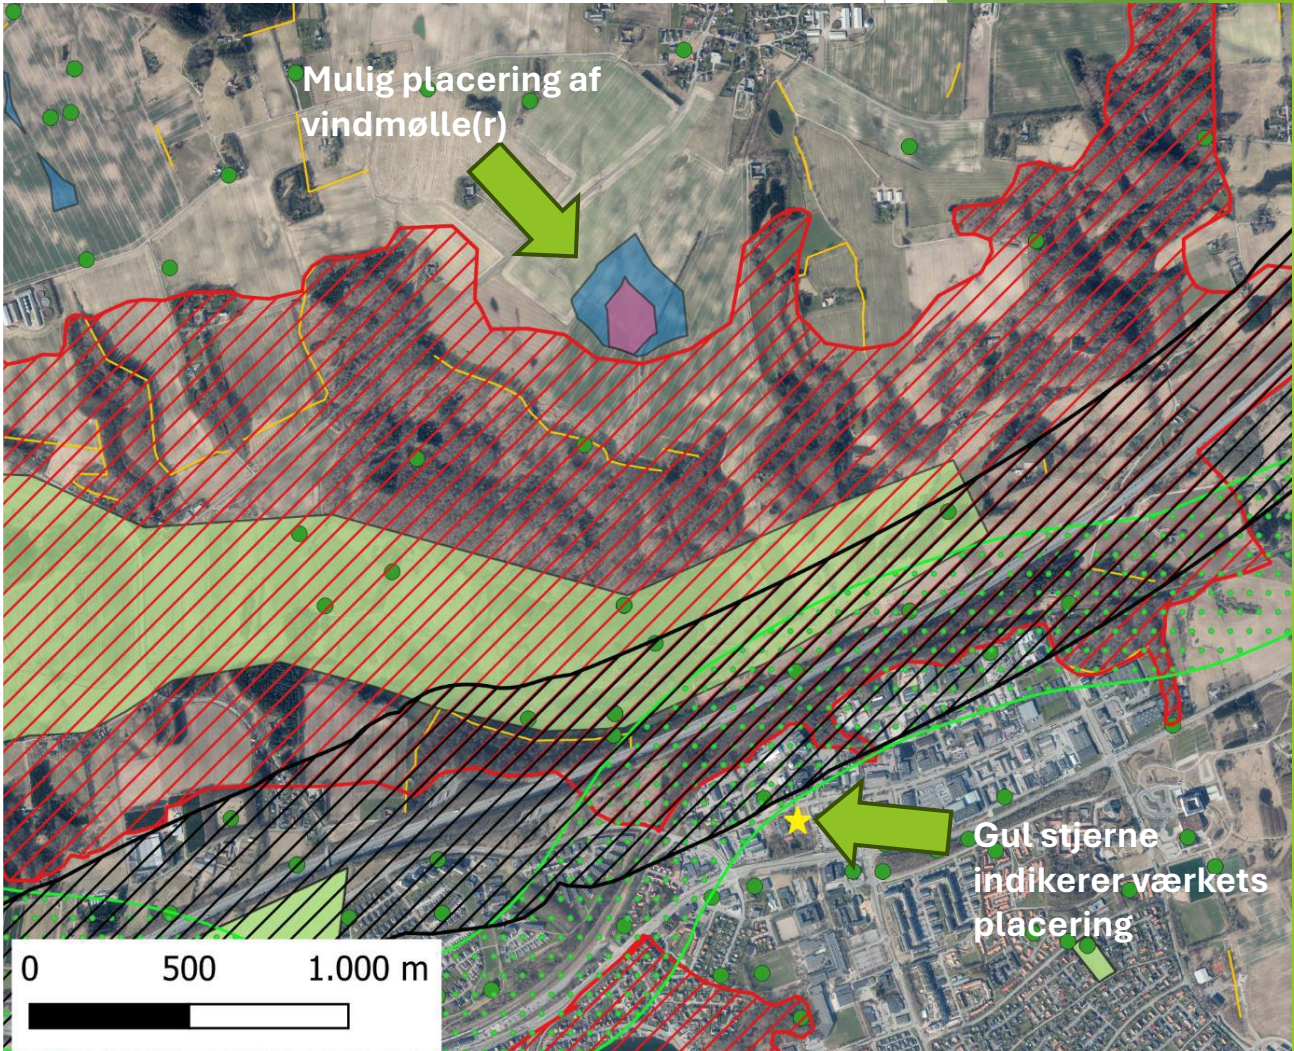 Mulig placering af
vindmølle(r)
Gul stjerne
indikerer værkets
placering
0 500 1.000 m